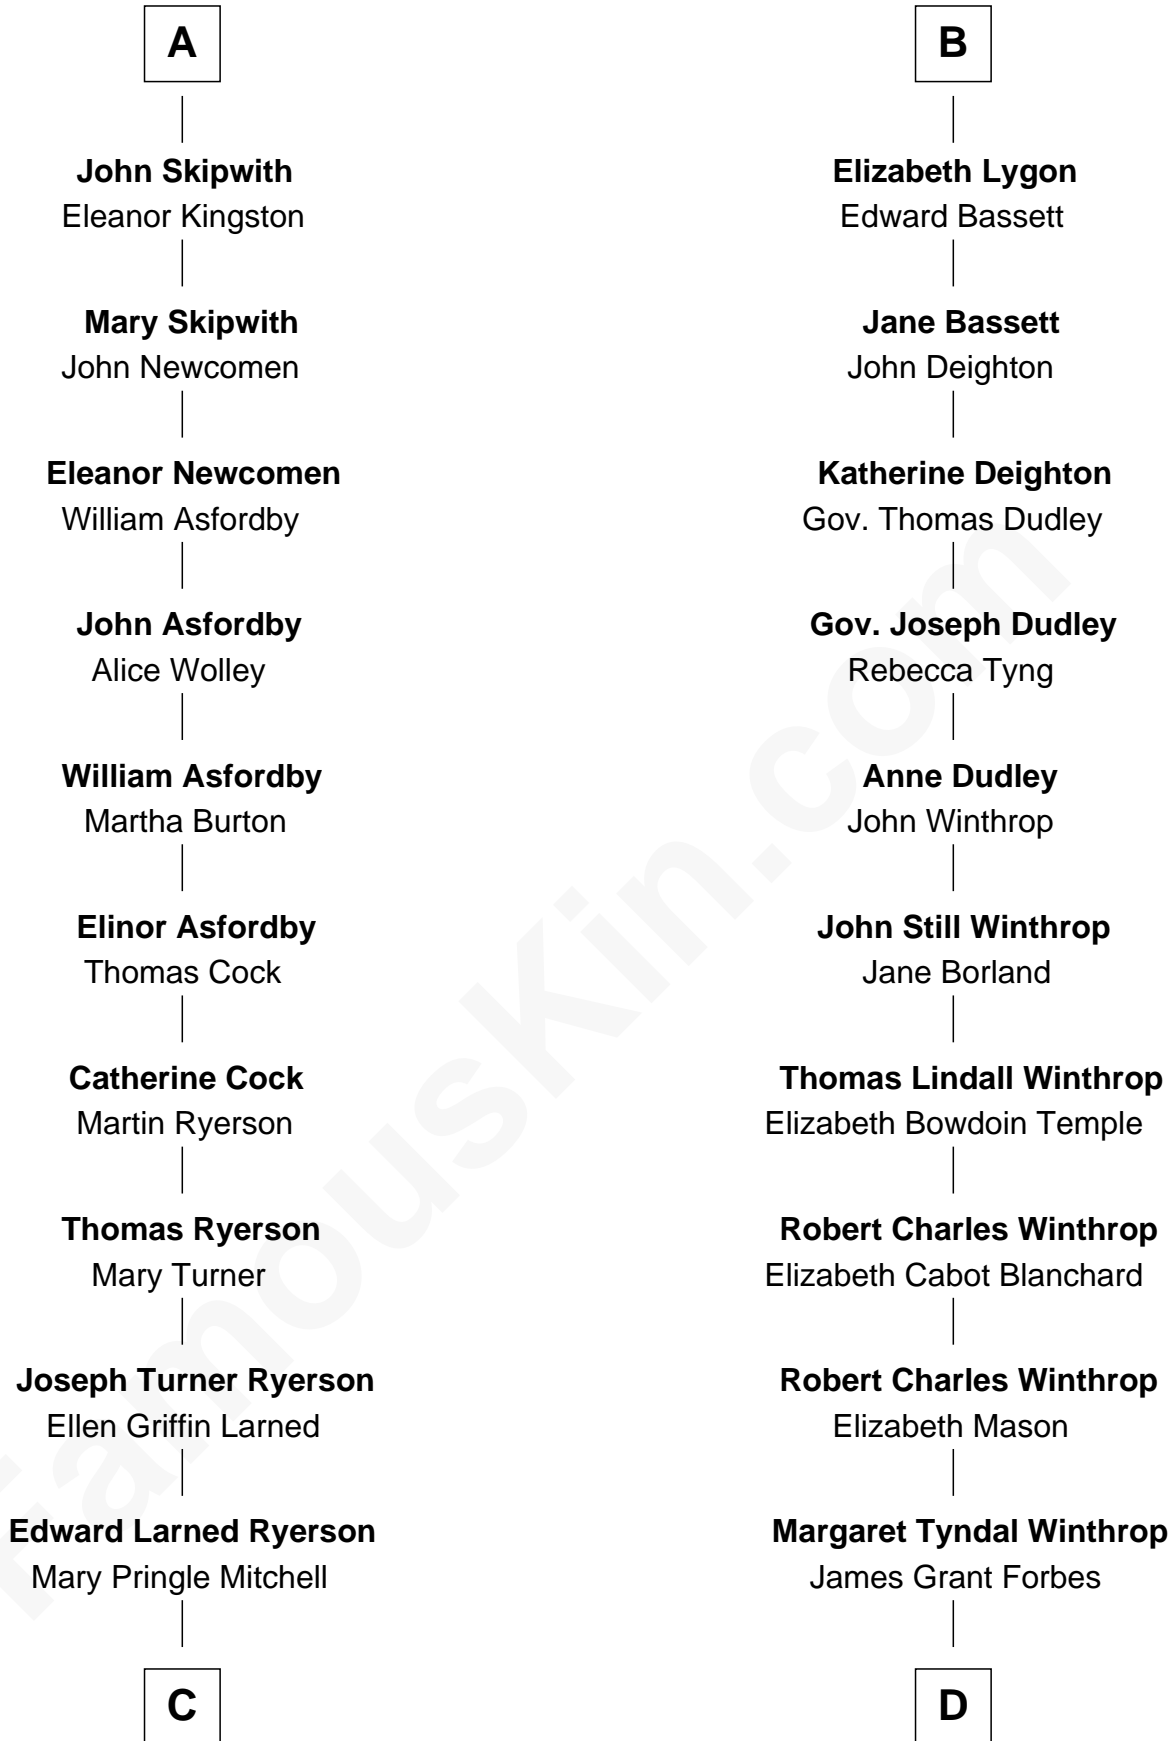 A
John Skipwith
Eleanor Kingston
Mary Skipwith
John Newcomen
Eleanor Newcomen
William Asfordby
John Asfordby
Alice Wolley
William Asfordby
Martha Burton
Elinor Asfordby
Thomas Cock
Catherine Cock
Martin Ryerson
Thomas Ryerson
Mary Turner
Joseph Turner Ryerson
Ellen Griffin Larned
Edward Larned Ryerson
Mary Pringle Mitchell
C
B
Elizabeth Lygon
Edward Bassett
Jane Bassett
John Deighton
Katherine Deighton
Gov. Thomas Dudley
Gov. Joseph Dudley
Rebecca Tyng
Anne Dudley
John Winthrop
John Still Winthrop
Jane Borland
Thomas Lindall Winthrop
Elizabeth Bowdoin Temple
Robert Charles Winthrop
Elizabeth Cabot Blanchard
Robert Charles Winthrop
Elizabeth Mason
Margaret Tyndal Winthrop
James Grant Forbes
D
FamousKin.com